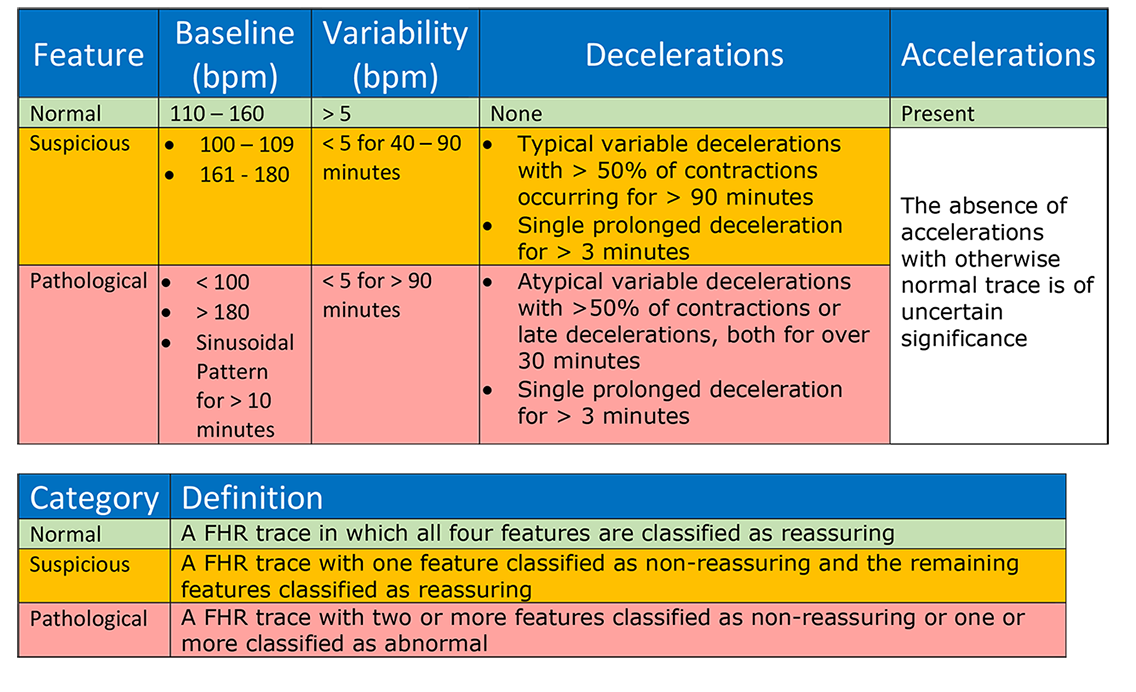 Feature
Baseline
(bpm)
Variability
(bpm)
Decelerations
Accelerations
Normal
110 – 160
> 5
None
Present
Suspicious
• 100 – 109
• 161 - 180
< 5 for 40 – 90
minutes
• Typical variable decelerations
with > 50% of contractions
occurring for > 90 minutes
• Single prolonged deceleration
for > 3 minutes
The absence of
accelerations
with otherwise
normal trace is of
uncertain
significance
Pathological
• < 100
• > 180
• Sinusoidal
Pattern
for > 10
minutes
< 5 for > 90
minutes
• Atypical variable decelerations
with >50% of contractions or
late decelerations, both for over
30 minutes
• Single prolonged deceleration
for > 3 minutes
Category
Definition
Normal
A FHR trace in which all four features are classified as reassuring
Suspicious
A FHR trace with one feature classified as non-reassuring and the remaining
features classified as reassuring
Pathological
A FHR trace with two or more features classified as non-reassuring or one or
more classified as abnormal